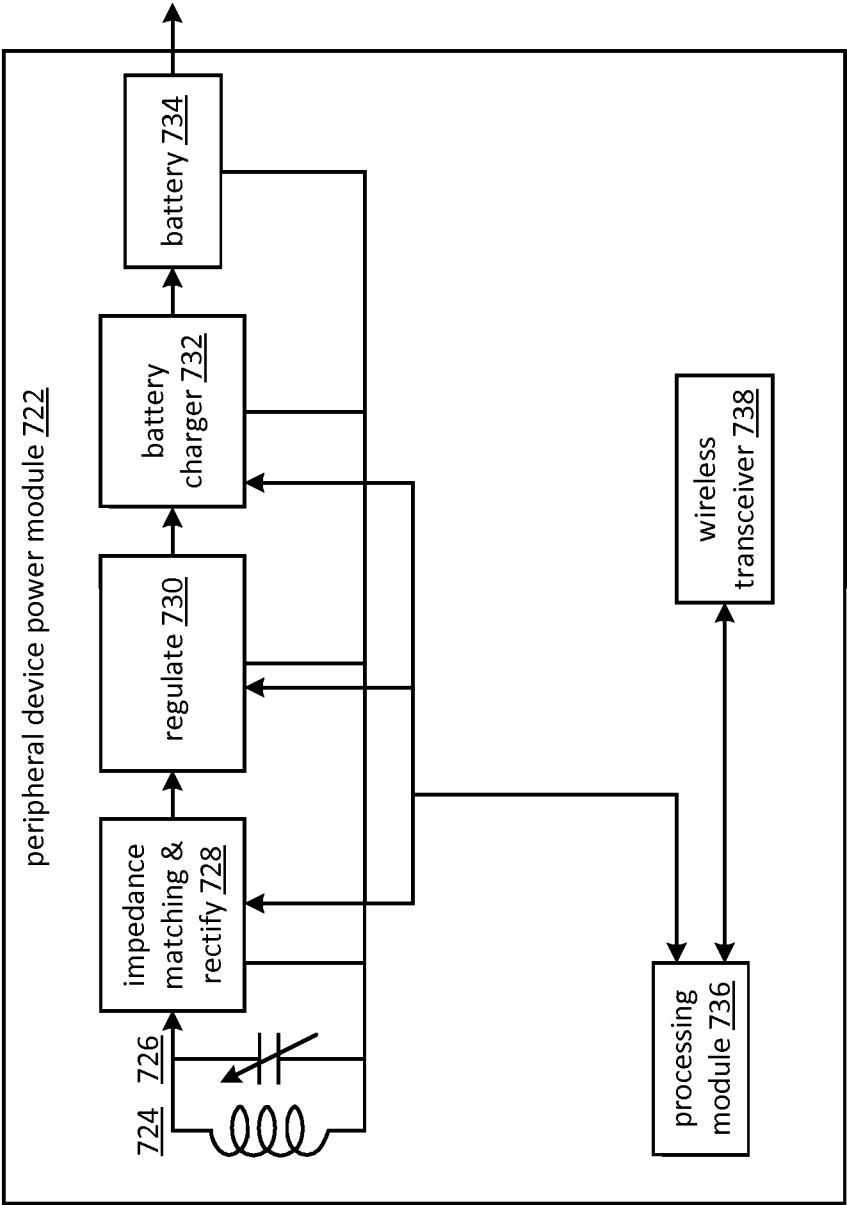 peripheral device power module 722
724
726
impedance
matching &
rectify 728
regulate 730
battery
charger 732
battery 734
processing
module 736
wireless
transceiver 738